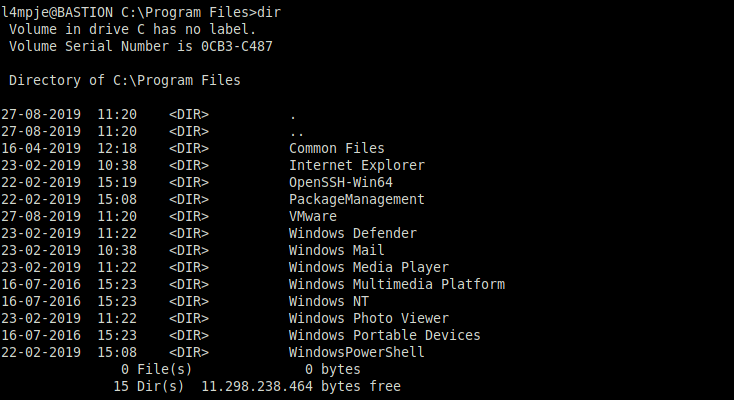 l4mpje@BASTION C:\Program Files>dir
 Volume in drive C has no label.
 Volume Serial Number is 0CB3-C487

 Directory of C:\Program Files

27-08-2019  11:20    <DIR>          .
27-08-2019  11:20    <DIR>          ..
16-04-2019  12:18    <DIR>          Common Files
23-02-2019  10:38    <DIR>          Internet Explorer
22-02-2019  15:19    <DIR>          OpenSSH-Win64
22-02-2019  15:08    <DIR>          PackageManagement
27-08-2019  11:20    <DIR>          VMware
23-02-2019  11:22    <DIR>          Windows Defender
23-02-2019  10:38    <DIR>          Windows Mail
23-02-2019  11:22    <DIR>          Windows Media Player
16-07-2016  15:23    <DIR>          Windows Multimedia Platform
16-07-2016  15:23    <DIR>          Windows NT
23-02-2019  11:22    <DIR>          Windows Photo Viewer
16-07-2016  15:23    <DIR>          Windows Portable Devices
22-02-2019  15:08    <DIR>          WindowsPowerShell
               0 File(s)              0 bytes
              15 Dir(s)  11.298.238.464 bytes free